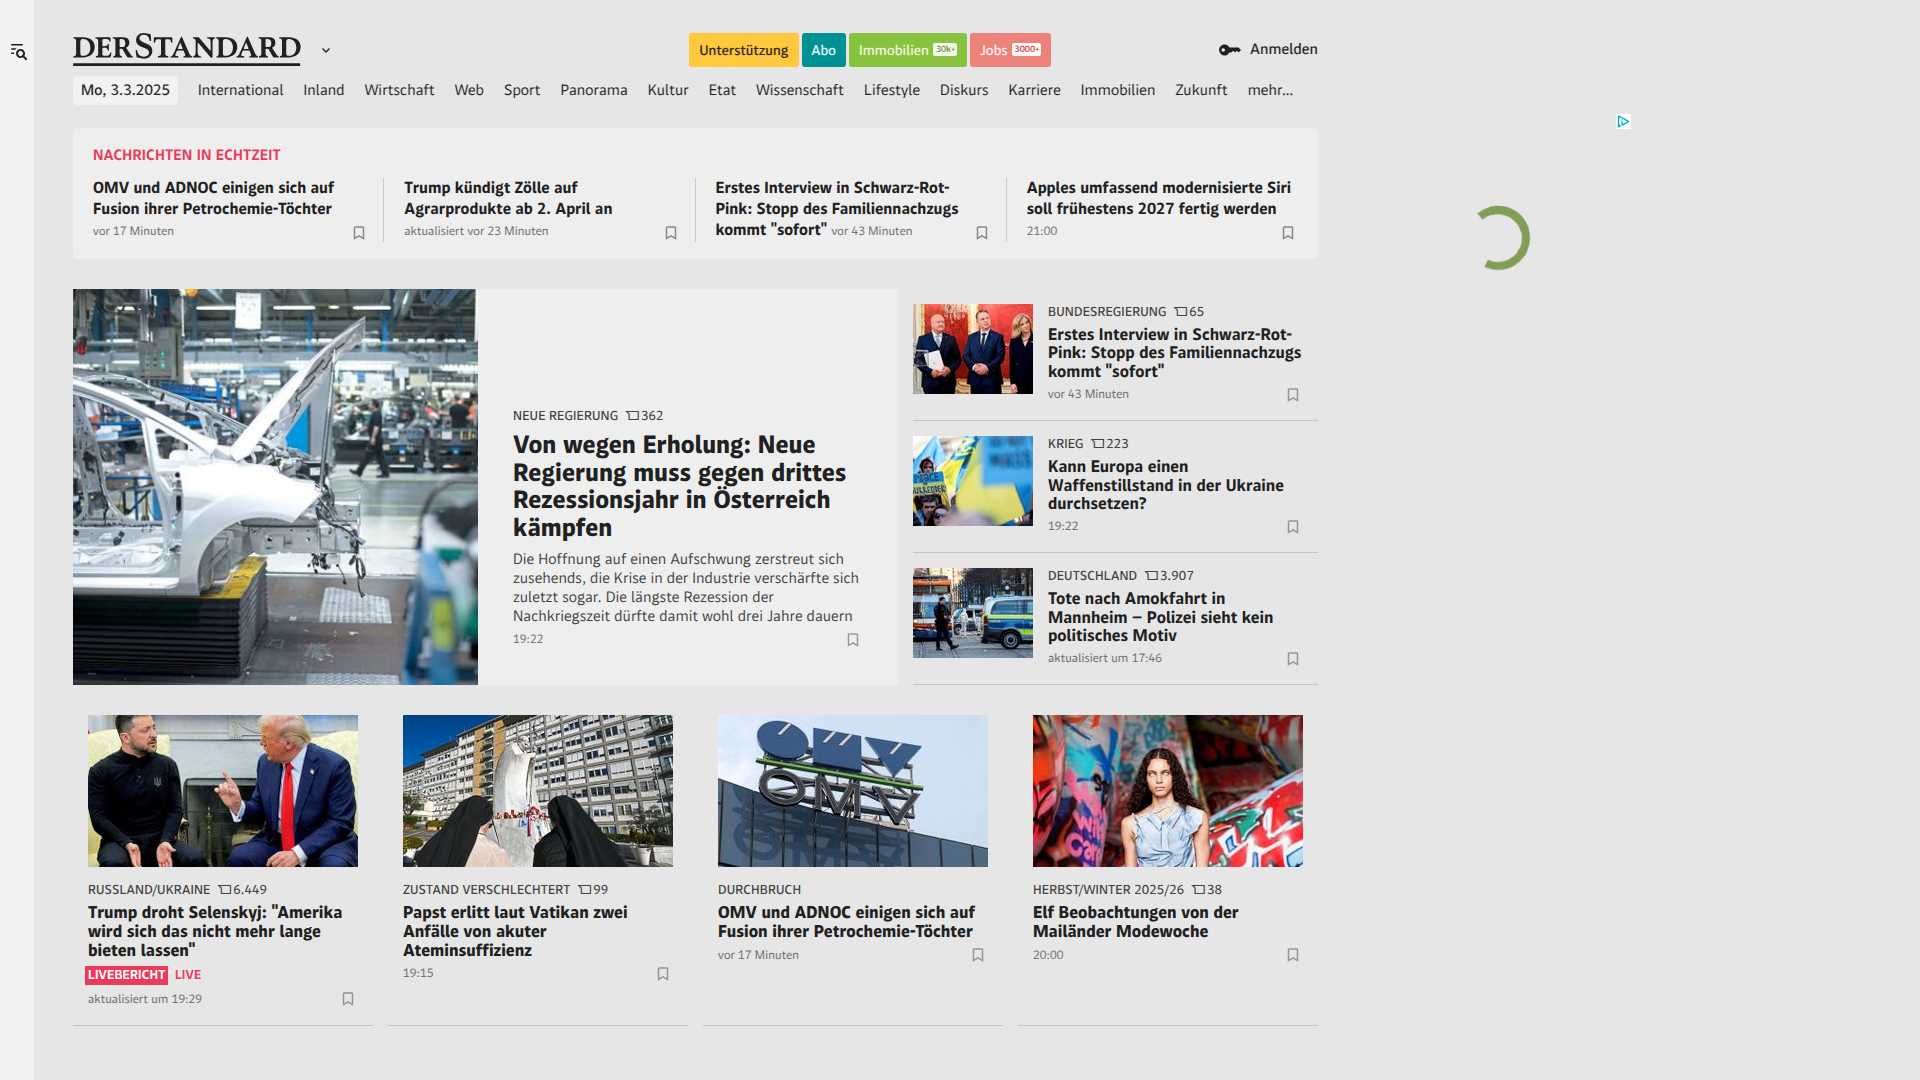 DERSTANDARD
Unterstützung
Abo
Immobilien 30k+
Jobs 3000+
Anmelden
Mo, 3.3.2025
International
Inland
Wirtschaft
Web
Sport
Panorama
Kultur
Etat
Wissenschaft
Lifestyle
Diskurs
Karriere
Immobilien
Zukunft
mehr...
NACHRICHTEN IN ECHTZEIT
OMV und ADNOC einigen sich auf
Fusion ihrer Petrochemie-Töchter
vor 17 Minuten
Trump kündigt Zölle auf
Agrarprodukte ab 2. April an
aktualisiert vor 23 Minuten
Erstes Interview in Schwarz-Rot-
Pink: Stopp des Familiennachzugs
kommt "sofort" vor 43 Minuten
Apples umfassend modernisierte Siri
soll frühestens 2027 fertig werden
21:00
NEUE REGIERUNG 362
Von wegen Erholung: Neue
Regierung muss gegen drittes
Rezessionsjahr in Österreich
kämpfen
Die Hoffnung auf einen Aufschwung zerstreut sich
zusehends, die Krise in der Industrie verschärfte sich
zuletzt sogar. Die längste Rezession der
Nachkriegszeit dürfte damit wohl drei Jahre dauern
19:22
BUNDESREGIERUNG 65
Erstes Interview in Schwarz-Rot-
Pink: Stopp des Familiennachzugs
kommt "sofort"
vor 43 Minuten
KRIEG 223
Kann Europa einen
Waffenstillstand in der Ukraine
durchsetzen?
19:22
DEUTSCHLAND 3.907
Tote nach Amokfahrt in
Mannheim – Polizei sieht kein
politisches Motiv
aktualisiert um 17:46
RUSSLAND/UKRAINE 6.449
Trump droht Selenskyj: "Amerika
wird sich das nicht mehr lange
bieten lassen"
LIVEBERICHT LIVE
aktualisiert um 19:29
ZUSTAND VERSCHLECHTERT 99
Papst erlitt laut Vatikan zwei
Anfälle von akuter
Ateminsuffizienz
19:15
OMV
DURCHBRUCH
OMV und ADNOC einigen sich auf
Fusion ihrer Petrochemie-Töchter
vor 17 Minuten
HERBST/WINTER 2025/26 38
Elf Beobachtungen von der
Mailänder Modewoche
20:00